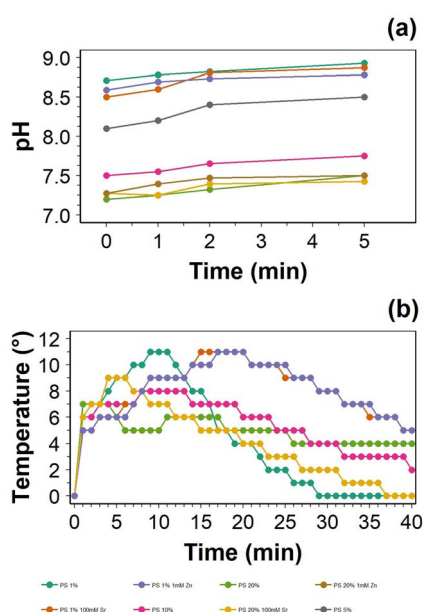 (a)
9.0
8.5
8.0
7.5
7.0
pH
0 1 2 3 4 5
Time (min)
(b)
12
10
8
6
4
2
0
Temperature (°)
0 5 10 15 20 25 30 35 40
Time (min)
PS 1% PS 1% 1mM Zn PS 20% PS 20% 1mM Zn
PS 1% 100mM Sr PS 10% PS 20% 100mM Sr PS 5%